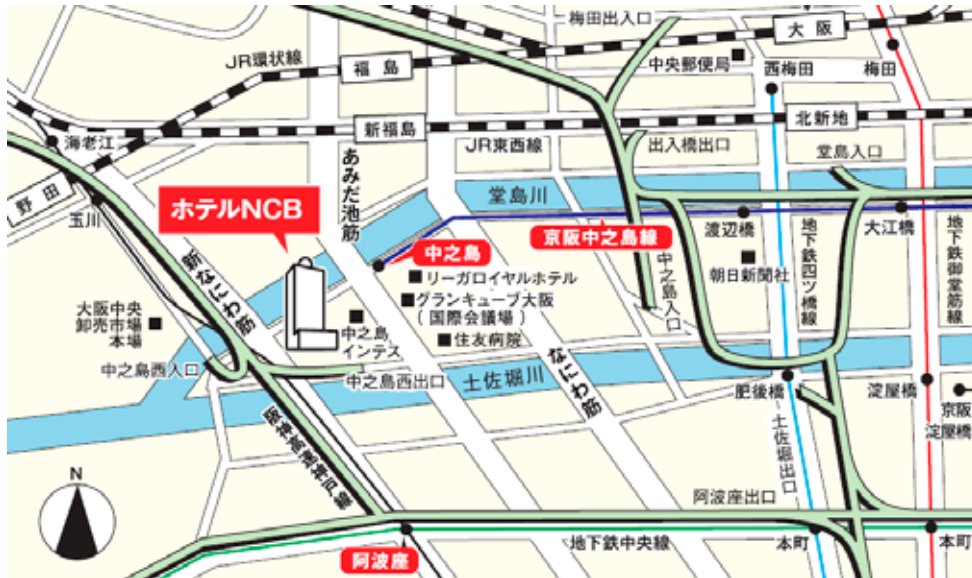 梅田出入口
大阪
JR環状線
福島
中央郵便局
西梅田
梅田
海老江
新福島
JR東西線
出入橋出口
北新地
堂島入口
野田
玉川
ホテルNCB
あみだ池筋
堂島川
中之島
京阪中之島線
渡辺橋
大江橋
新なにわ筋
リーガロイヤルホテル
グランキューブ大阪
(国際会議場)
住友病院
中之島入口
朝日新聞社
地下鉄四ツ橋線
地下鉄御堂筋線
大阪中央
卸売市場
本場
中之島
インテス
中之島西入口
中之島西出口
土佐堀川
なにわ筋
肥後橋
淀屋橋
京阪
淀屋橋
阪神高速神戸線
土佐堀出口
阿波座出口
N
阿波座
地下鉄中央線
本町
本町